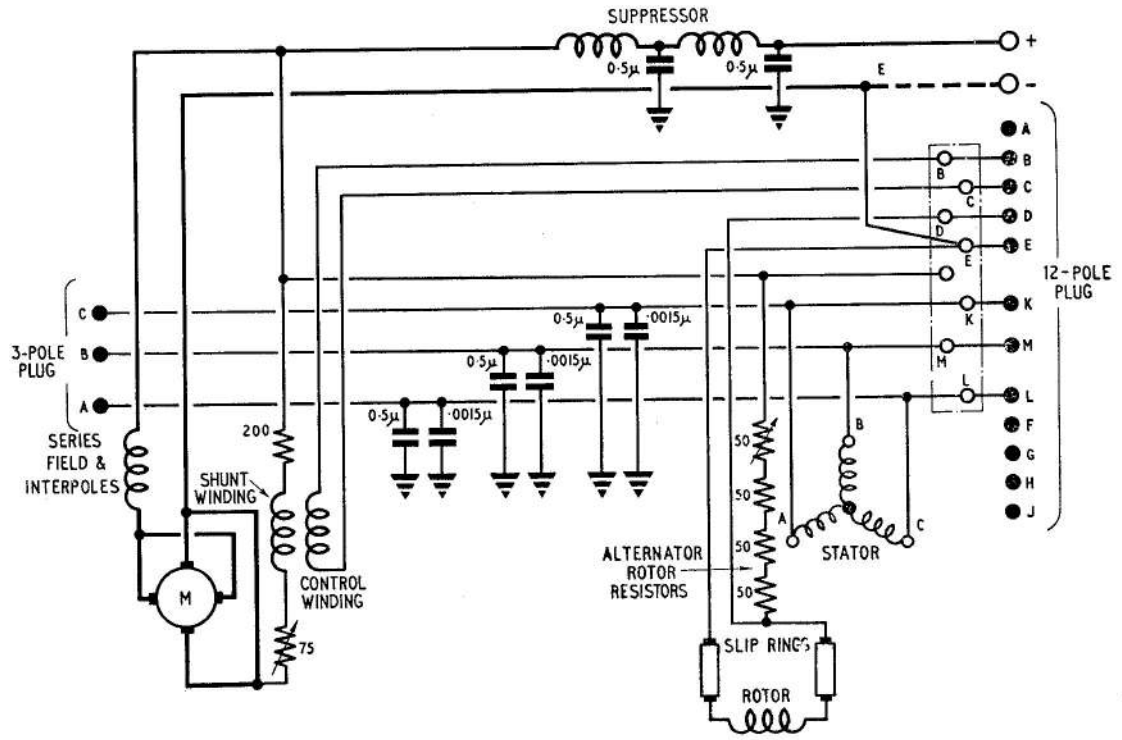 SUPPRESSOR
+
0·5μ
0·5μ
E
-
A
B
B
C
C
D
D
E
E
12-POLE
PLUG
3-POLE
PLUG
C
B
A
0·5μ
·0015μ
K
K
0·5μ
·0015μ
M
M
0·5μ
·0015μ
L
L
F
G
H
J
SERIES
FIELD &
INTERPOLES
200
SHUNT
WINDING
CONTROL
WINDING
75
M
50
50
50
50
ALTERNATOR
ROTOR
RESISTORS
A
B
C
STATOR
SLIP RINGS
ROTOR